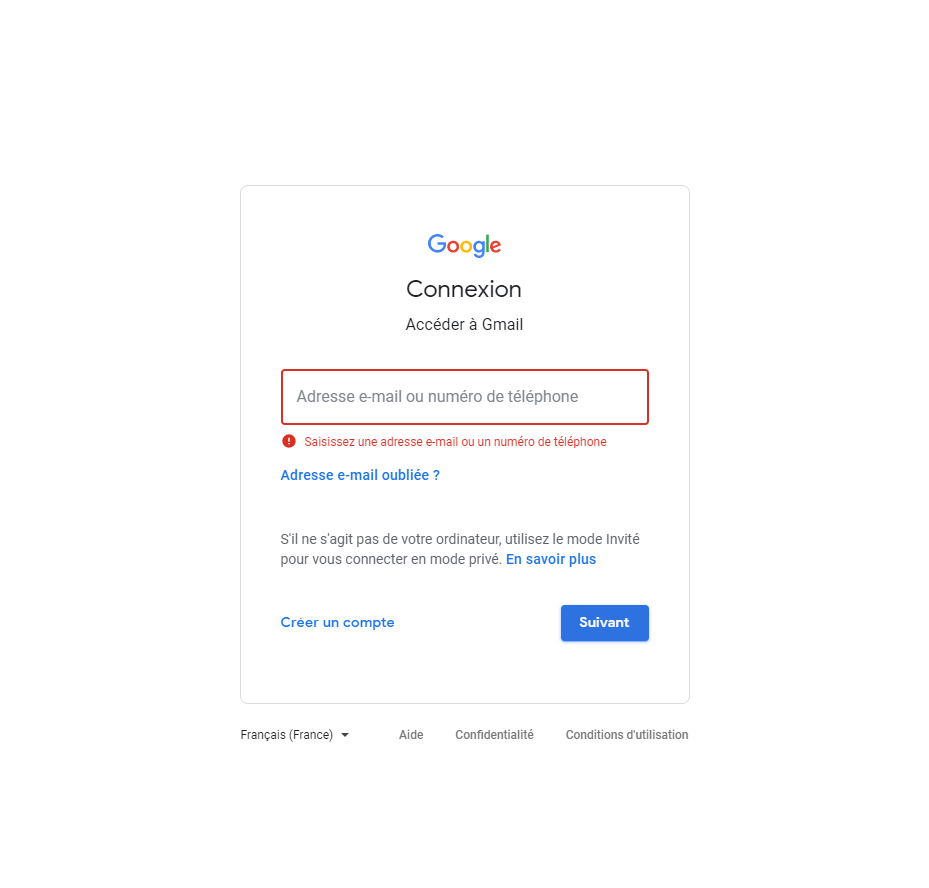 Google
Connexion
Accéder à Gmail
Adresse e-mail ou numéro de téléphone
Saisissez une adresse e-mail ou un numéro de téléphone
Adresse e-mail oubliée ?
S'il ne s'agit pas de votre ordinateur, utilisez le mode Invité
pour vous connecter en mode privé. En savoir plus
Créer un compte
Suivant
Français (France)
Aide
Confidentialité
Conditions d'utilisation